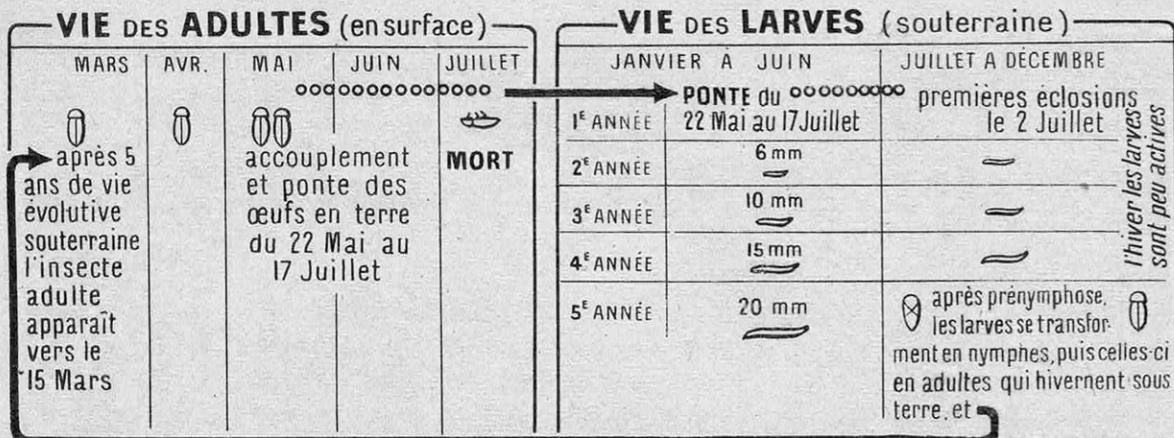 VIE DES ADULTES (en surface)
MARS
AVR.
MAI
JUIN
JUILLET
après 5
ans de vie
évolutive
souterraine
l'insecte
adulte
apparaît
vers le
15 Mars
accouplement
et ponte des
œufs en terre
du 22 Mai au
17 Juillet
MORT
VIE DES LARVES (souterraine)
JANVIER À JUIN
JUILLET A DÉCEMBRE
1E ANNÉE
PONTE du
22 Mai au 17 Juillet
premières éclosions
le 2 Juillet
2E ANNÉE
6 mm
3E ANNÉE
10 mm
4E ANNÉE
15 mm
5E ANNÉE
20 mm
l'hiver les larves
sont peu actives
après prénymphose,
les larves se transfor-
ment en nymphes, puis celles-ci
en adultes qui hivernent sous
terre, et